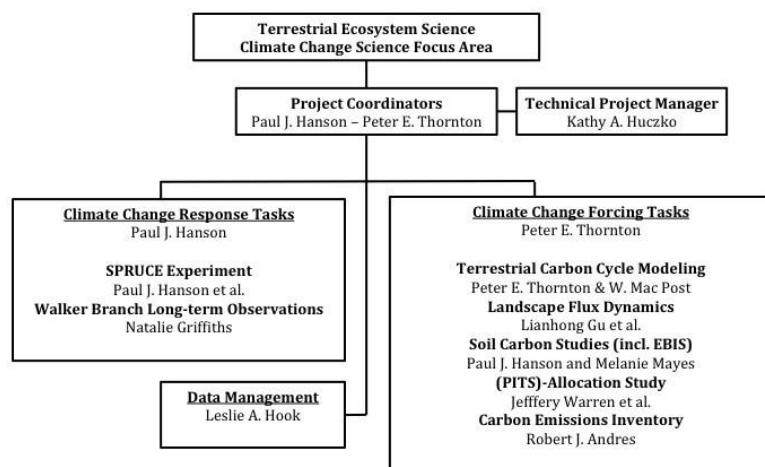 Terrestrial Ecosystem Science
Climate Change Science Focus Area
Project Coordinators
Paul J. Hanson – Peter E. Thornton
Technical Project Manager
Kathy A. Huczko
Climate Change Response Tasks
Paul J. Hanson
SPRUCE Experiment
Paul J. Hanson et al.
Walker Branch Long-term Observations
Natalie Griffiths
Climate Change Forcing Tasks
Peter E. Thornton
Terrestrial Carbon Cycle Modeling
Peter E. Thornton & W. Mac Post
Landscape Flux Dynamics
Lianhong Gu et al.
Soil Carbon Studies (incl. EBIS)
Paul J. Hanson and Melanie Mayes
(PITS)-Allocation Study
Jefffery Warren et al.
Carbon Emissions Inventory
Robert J. Andres
Data Management
Leslie A. Hook